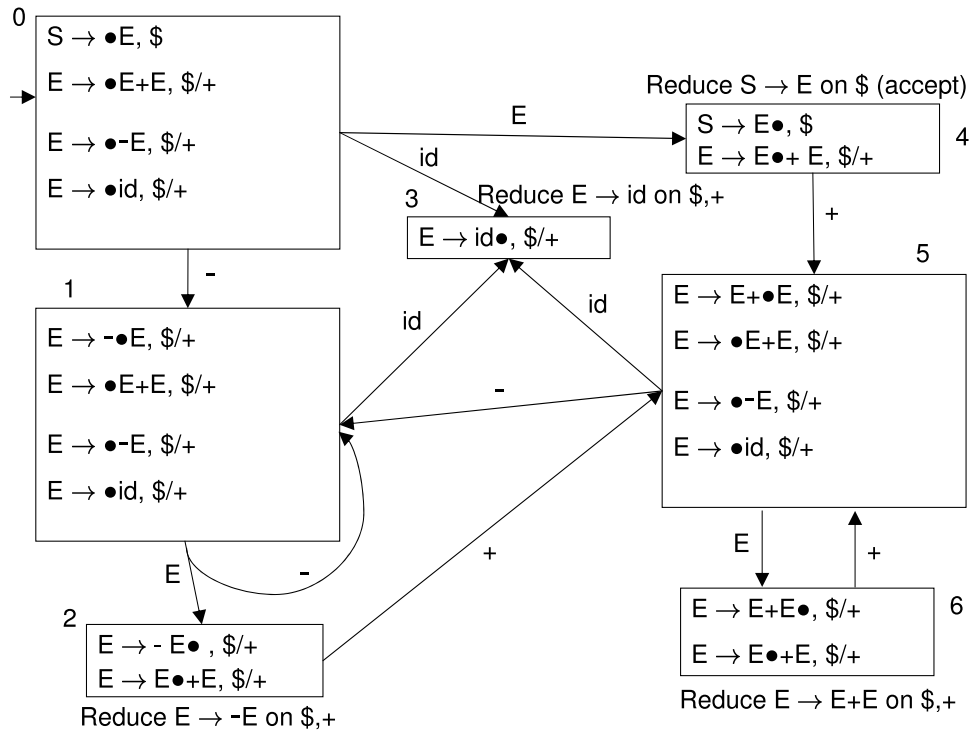 0
S → ●E, $
E → ●E+E, $/+
E → ●-E, $/+
E → ●id, $/+
E
id
-
Reduce S → E on $ (accept)
S → E●, $
E → E●+ E, $/+
4
+
3
Reduce E → id on $,+
E → id●, $/+
1
E → -●E, $/+
E → ●E+E, $/+
E → ●-E, $/+
E → ●id, $/+
id
id
-
5
E → E+●E, $/+
E → ●E+E, $/+
E → ●-E, $/+
E → ●id, $/+
E
-
+
E
+
2
E → - E● , $/+
E → E●+E, $/+
Reduce E → -E on $,+
6
E → E+E●, $/+
E → E●+E, $/+
Reduce E → E+E on $,+